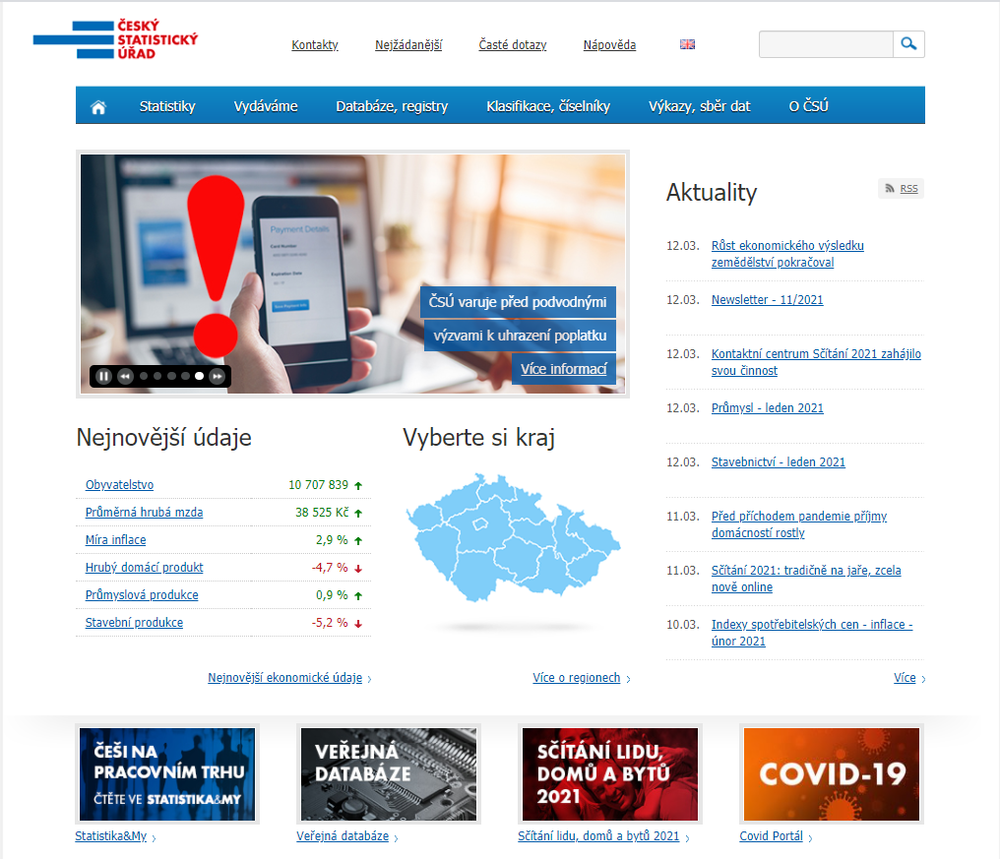 ČESKÝ
STATISTICKÝ
ÚŘAD
Kontakty
Nejžádanější
Časté dotazy
Nápověda
Statistiky
Vydáváme
Databáze, registry
Klasifikace, číselníky
Výkazy, sběr dat
O ČSÚ
Payment Details
Card Number
Expiration Date
ČSÚ varuje před podvodnými
výzvami k uhrazení poplatku
Více informací
Aktuality
RSS
12.03. Růst ekonomického výsledku
zemědělství pokračoval
12.03. Newsletter - 11/2021
12.03. Kontaktní centrum Sčítání 2021 zahájilo
svou činnost
12.03. Průmysl - leden 2021
12.03. Stavebnictví - leden 2021
11.03. Před příchodem pandemie příjmy
domácností rostly
11.03. Sčítání 2021: tradičně na jaře, zcela
nově online
10.03. Indexy spotřebitelských cen - inflace -
únor 2021
Více
Nejnovější údaje
Obyvatelstvo 10 707 839
Průměrná hrubá mzda 38 525 Kč
Míra inflace 2,9 %
Hrubý domácí produkt -4,7 %
Průmyslová produkce 0,9 %
Stavební produkce -5,2 %
Nejnovější ekonomické údaje
Vyberte si kraj
Více o regionech
ČEŠI NA
PRACOVNÍM TRHU
ČTĚTE VE STATISTIKA&MY
Statistika&My
VEŘEJNÁ
DATABÁZE
Veřejná databáze
SČÍTÁNÍ LIDU,
DOMŮ A BYTŮ
2021
Sčítání lidu, domů a bytů 2021
COVID-19
Covid Portál